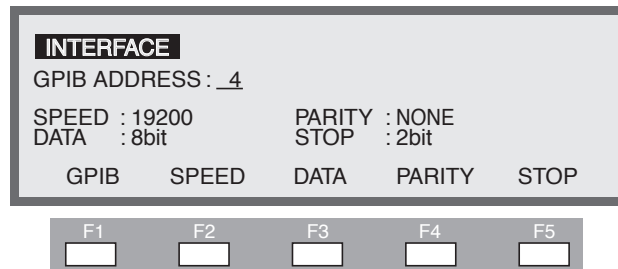 INTERFACE
GPIB ADDRESS : 4
SPEED : 19200 PARITY : NONE
DATA : 8bit STOP : 2bit
GPIB SPEED DATA PARITY STOP
F1 F2 F3 F4 F5